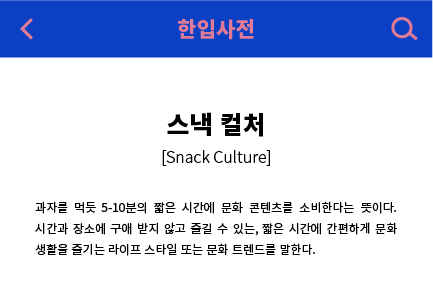 한입사전
스낵 컬처
[Snack Culture]
과자를 먹듯 5-10분의 짧은 시간에 문화 콘텐츠를 소비한다는 뜻이다.
시간과 장소에 구애 받지 않고 즐길 수 있는, 짧은 시간에 간편하게 문화
생활을 즐기는 라이프 스타일 또는 문화 트렌드를 말한다.